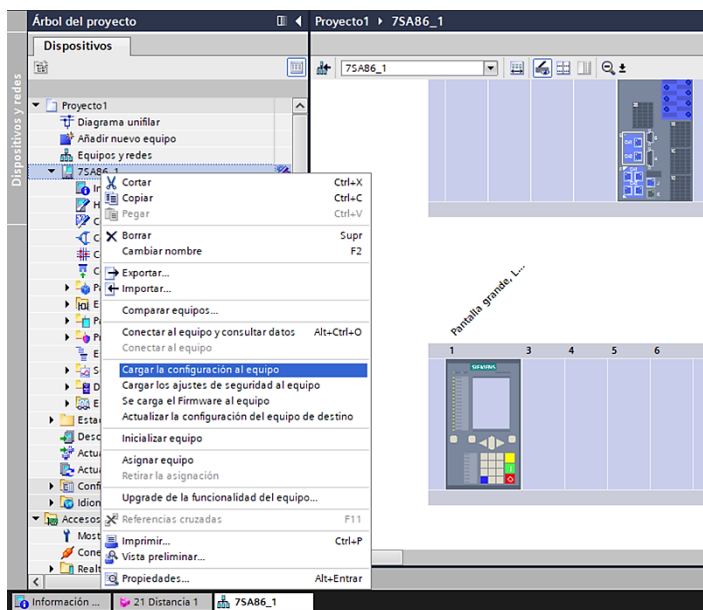 Árbol del proyecto
Proyecto1 ▸ 7SA86_1
Dispositivos
Dispositivos y redes
7SA86_1
Proyecto1
Diagrama unifilar
Añadir nuevo equipo
Equipos y redes
7SA86_1
Cortar Ctrl+X
Copiar Ctrl+C
Pegar Ctrl+V
Borrar Supr
Cambiar nombre F2
Exportar...
Importar...
Comparar equipos...
Conectar al equipo y consultar datos Alt+Ctrl+O
Conectar al equipo
Cargar la configuración al equipo
Cargar los ajustes de seguridad al equipo
Se carga el Firmware al equipo
Actualizar la configuración del equipo de destino
Inicializar equipo
Asignar equipo
Retirar la asignación
Upgrade de la funcionalidad del equipo...
Referencias cruzadas F11
Imprimir... Ctrl+P
Vista preliminar...
Propiedades... Alt+Entrar
Esta
Desc
Actu
Actu
Conf
Idion
Accesos
Most
Cone
Realt
Pantalla grande, L...
1 3 4 5 6
SIEMENS
Información ...
21 Distancia 1
7SA86_1